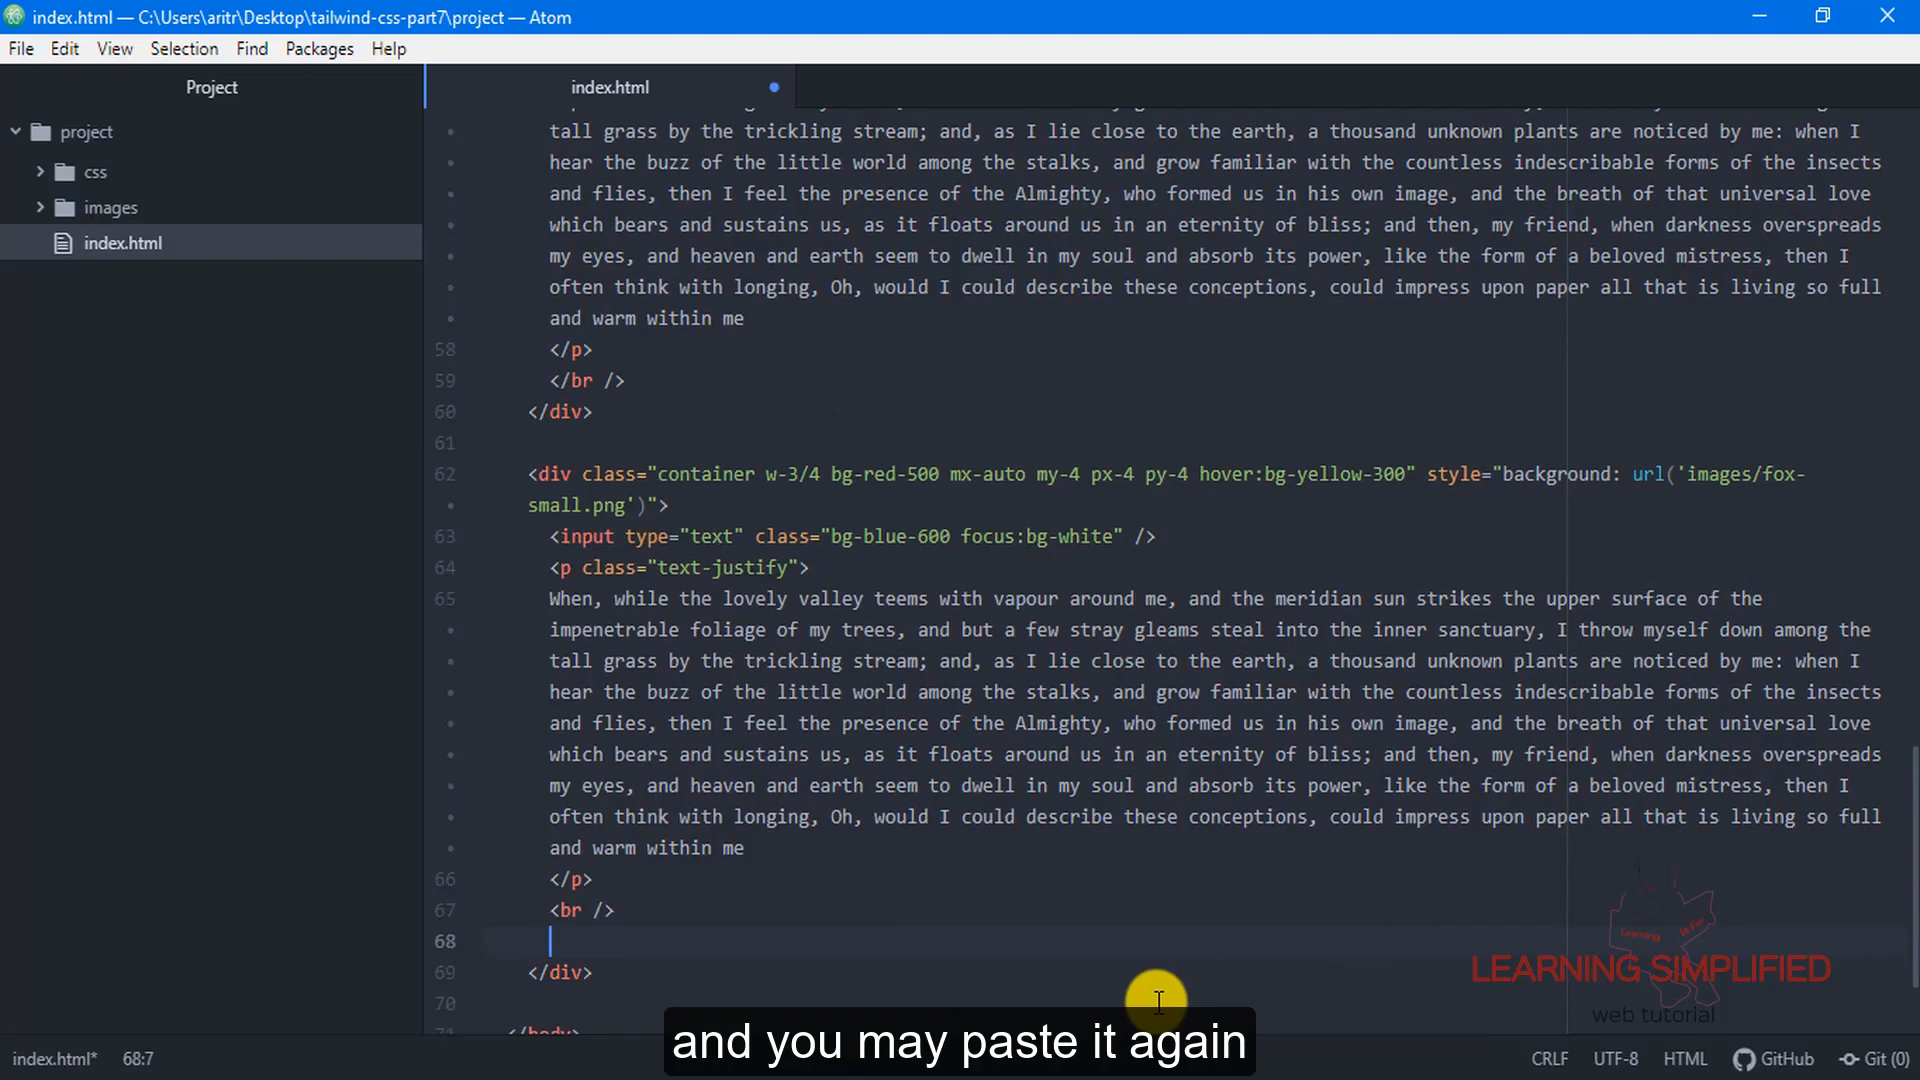 index.html — C:\Users\aritr\Desktop\tailwind-css-part7\project — Atom
File Edit View Selection Find Packages Help
Project
index.html
project
css
images
index.html
tall grass by the trickling stream; and, as I lie close to the earth, a thousand unknown plants are noticed by me: when I
hear the buzz of the little world among the stalks, and grow familiar with the countless indescribable forms of the insects
and flies, then I feel the presence of the Almighty, who formed us in his own image, and the breath of that universal love
which bears and sustains us, as it floats around us in an eternity of bliss; and then, my friend, when darkness overspreads
my eyes, and heaven and earth seem to dwell in my soul and absorb its power, like the form of a beloved mistress, then I
often think with longing, Oh, would I could describe these conceptions, could impress upon paper all that is living so full
and warm within me
58 </p>
59 </br />
60 </div>
61
62 <div class="container w-3/4 bg-red-500 mx-auto my-4 px-4 py-4 hover:bg-yellow-300" style="background: url('images/fox-
small.png')">
63 <input type="text" class="bg-blue-600 focus:bg-white" />
64 <p class="text-justify">
65 When, while the lovely valley teems with vapour around me, and the meridian sun strikes the upper surface of the
impenetrable foliage of my trees, and but a few stray gleams steal into the inner sanctuary, I throw myself down among the
tall grass by the trickling stream; and, as I lie close to the earth, a thousand unknown plants are noticed by me: when I
hear the buzz of the little world among the stalks, and grow familiar with the countless indescribable forms of the insects
and flies, then I feel the presence of the Almighty, who formed us in his own image, and the breath of that universal love
which bears and sustains us, as it floats around us in an eternity of bliss; and then, my friend, when darkness overspreads
my eyes, and heaven and earth seem to dwell in my soul and absorb its power, like the form of a beloved mistress, then I
often think with longing, Oh, would I could describe these conceptions, could impress upon paper all that is living so full
and warm within me
66 </p>
67 <br />
68
69 </div>
70
Learning is Fun
LEARNING SIMPLIFIED
web tutorial
and you may paste it again
index.html* 68:7 CRLF UTF-8 HTML GitHub Git (0)